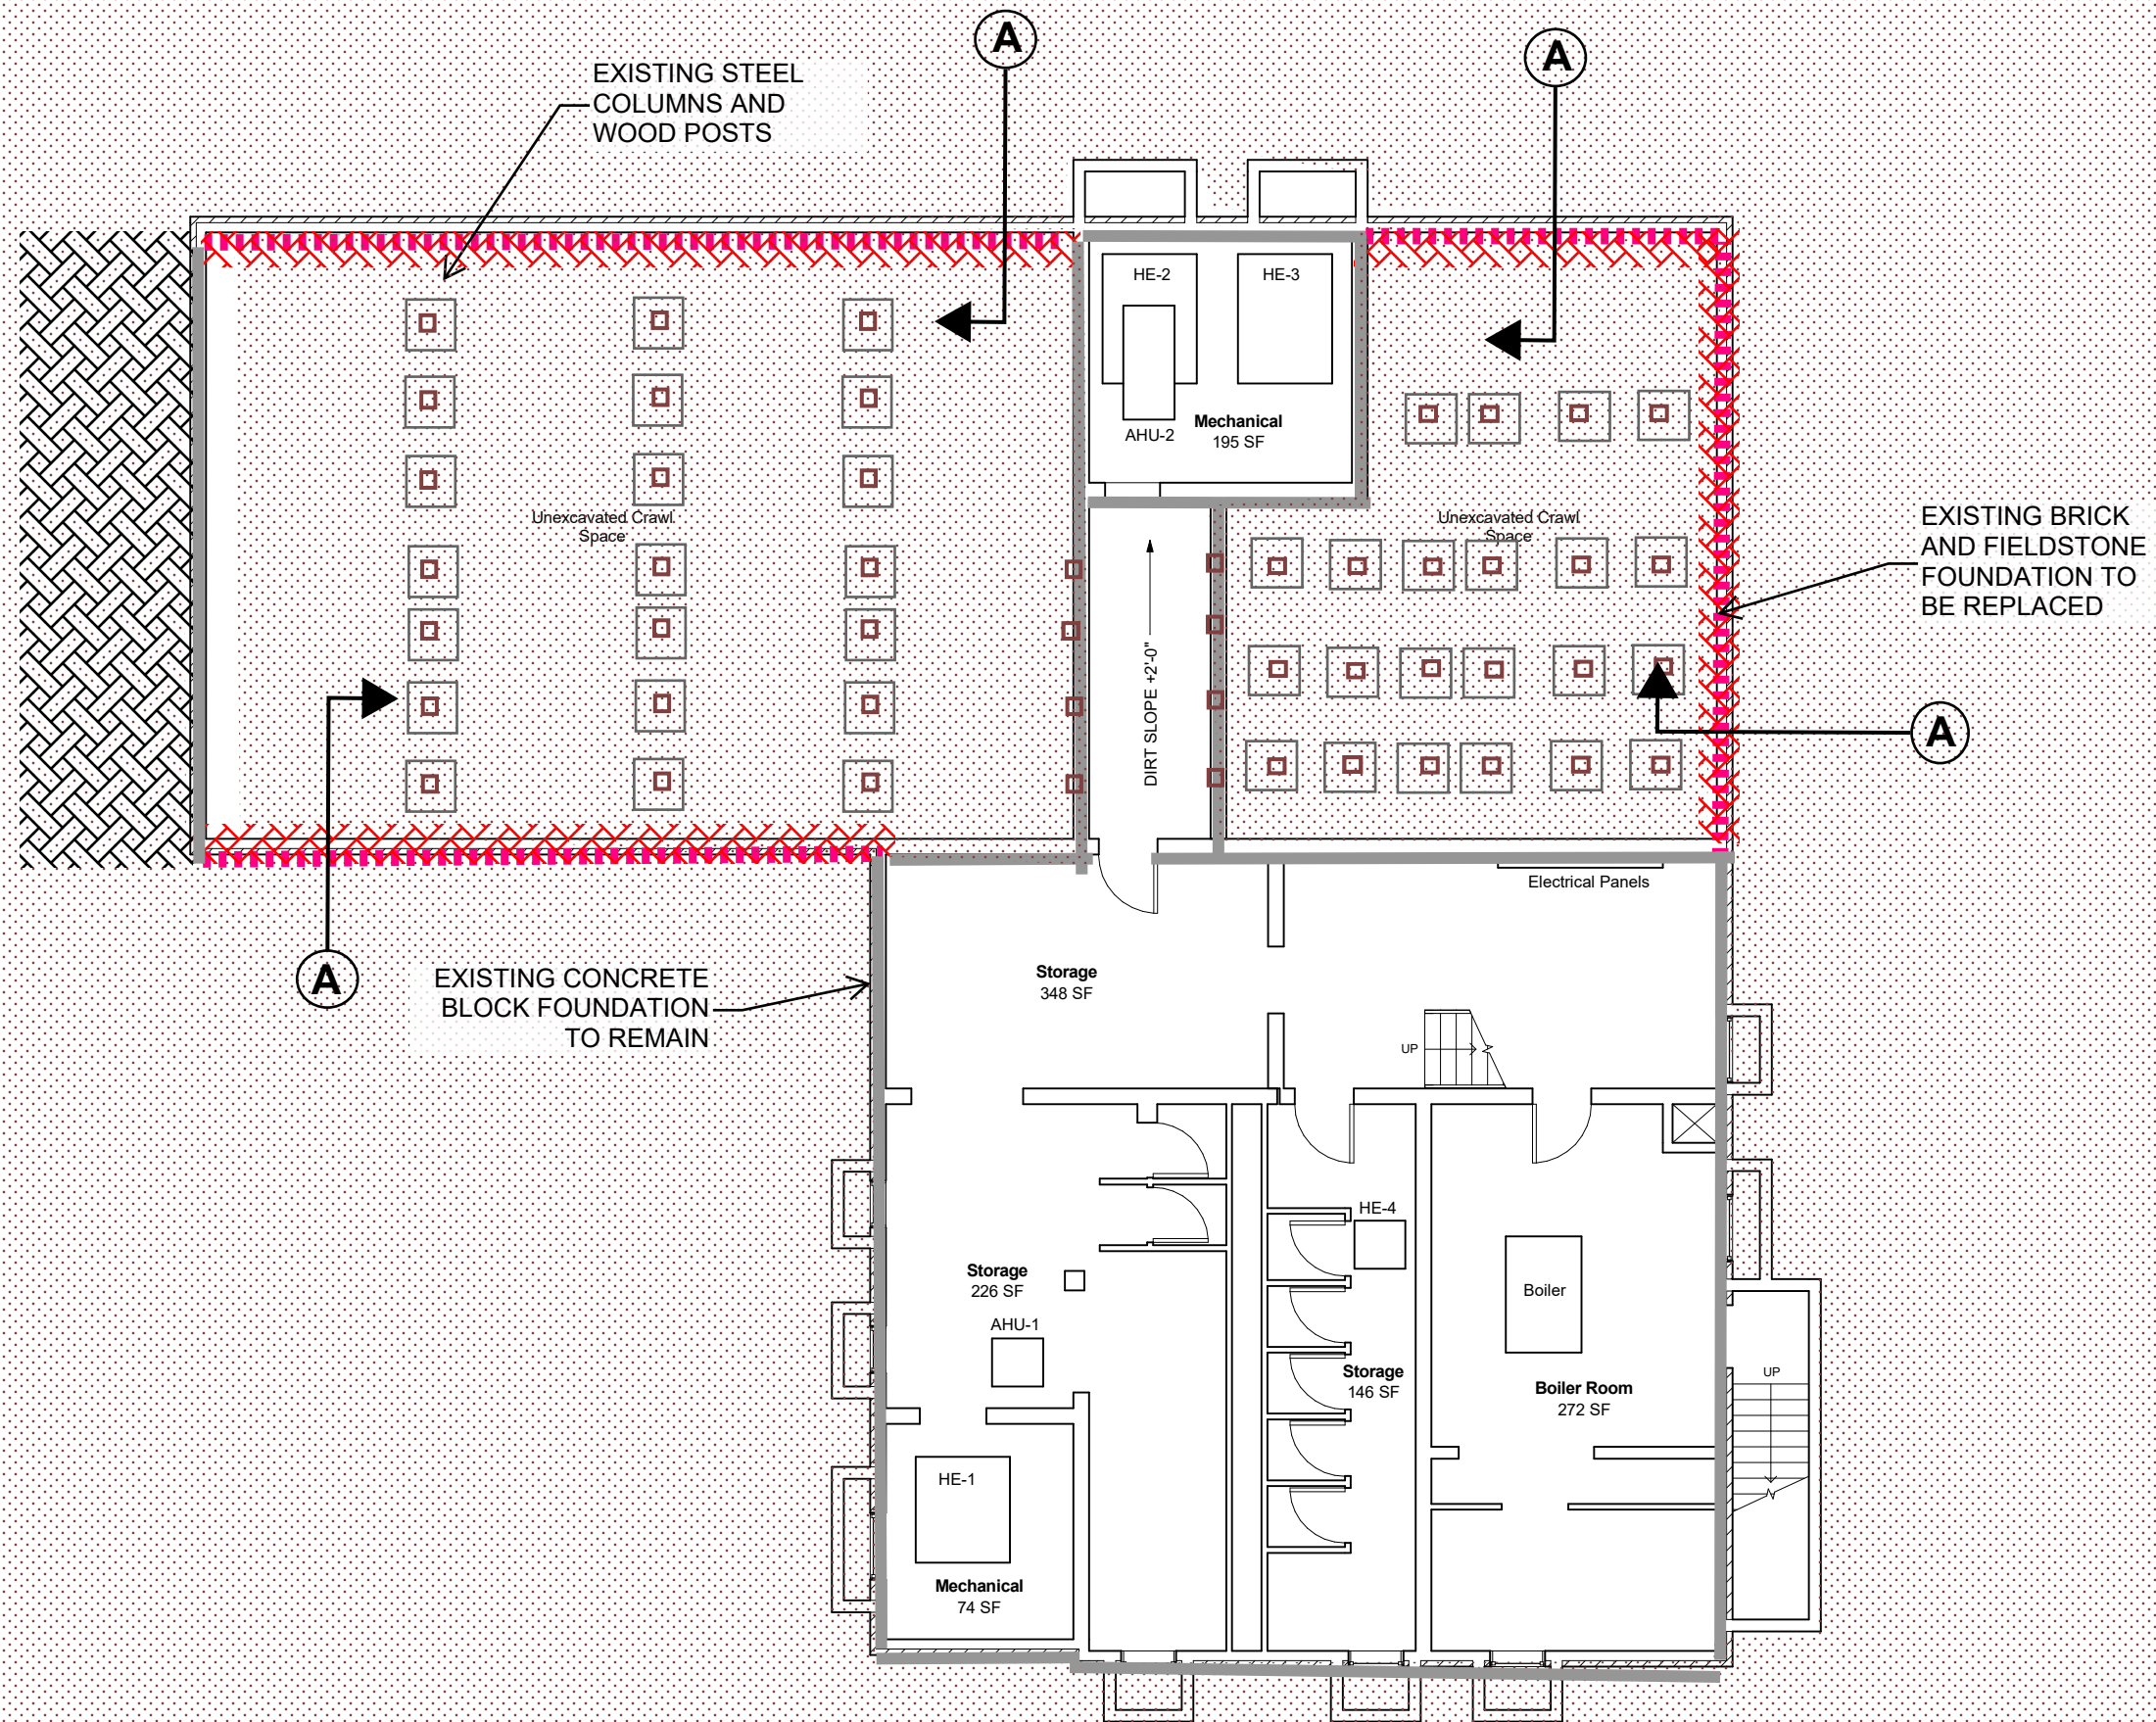 A
A
EXISTING STEEL
COLUMNS AND
WOOD POSTS
HE-2
HE-3
Mechanical
195 SF
AHU-2
Unexcavated Crawl
Space
Unexcavated Crawl
Space
EXISTING BRICK
AND FIELDSTONE
FOUNDATION TO
BE REPLACED
DIRT SLOPE +2'-0"
A
Electrical Panels
A
EXISTING CONCRETE
BLOCK FOUNDATION
TO REMAIN
Storage
348 SF
UP
HE-4
Storage
226 SF
Boiler
AHU-1
Storage
146 SF
UP
Boiler Room
272 SF
HE-1
Mechanical
74 SF